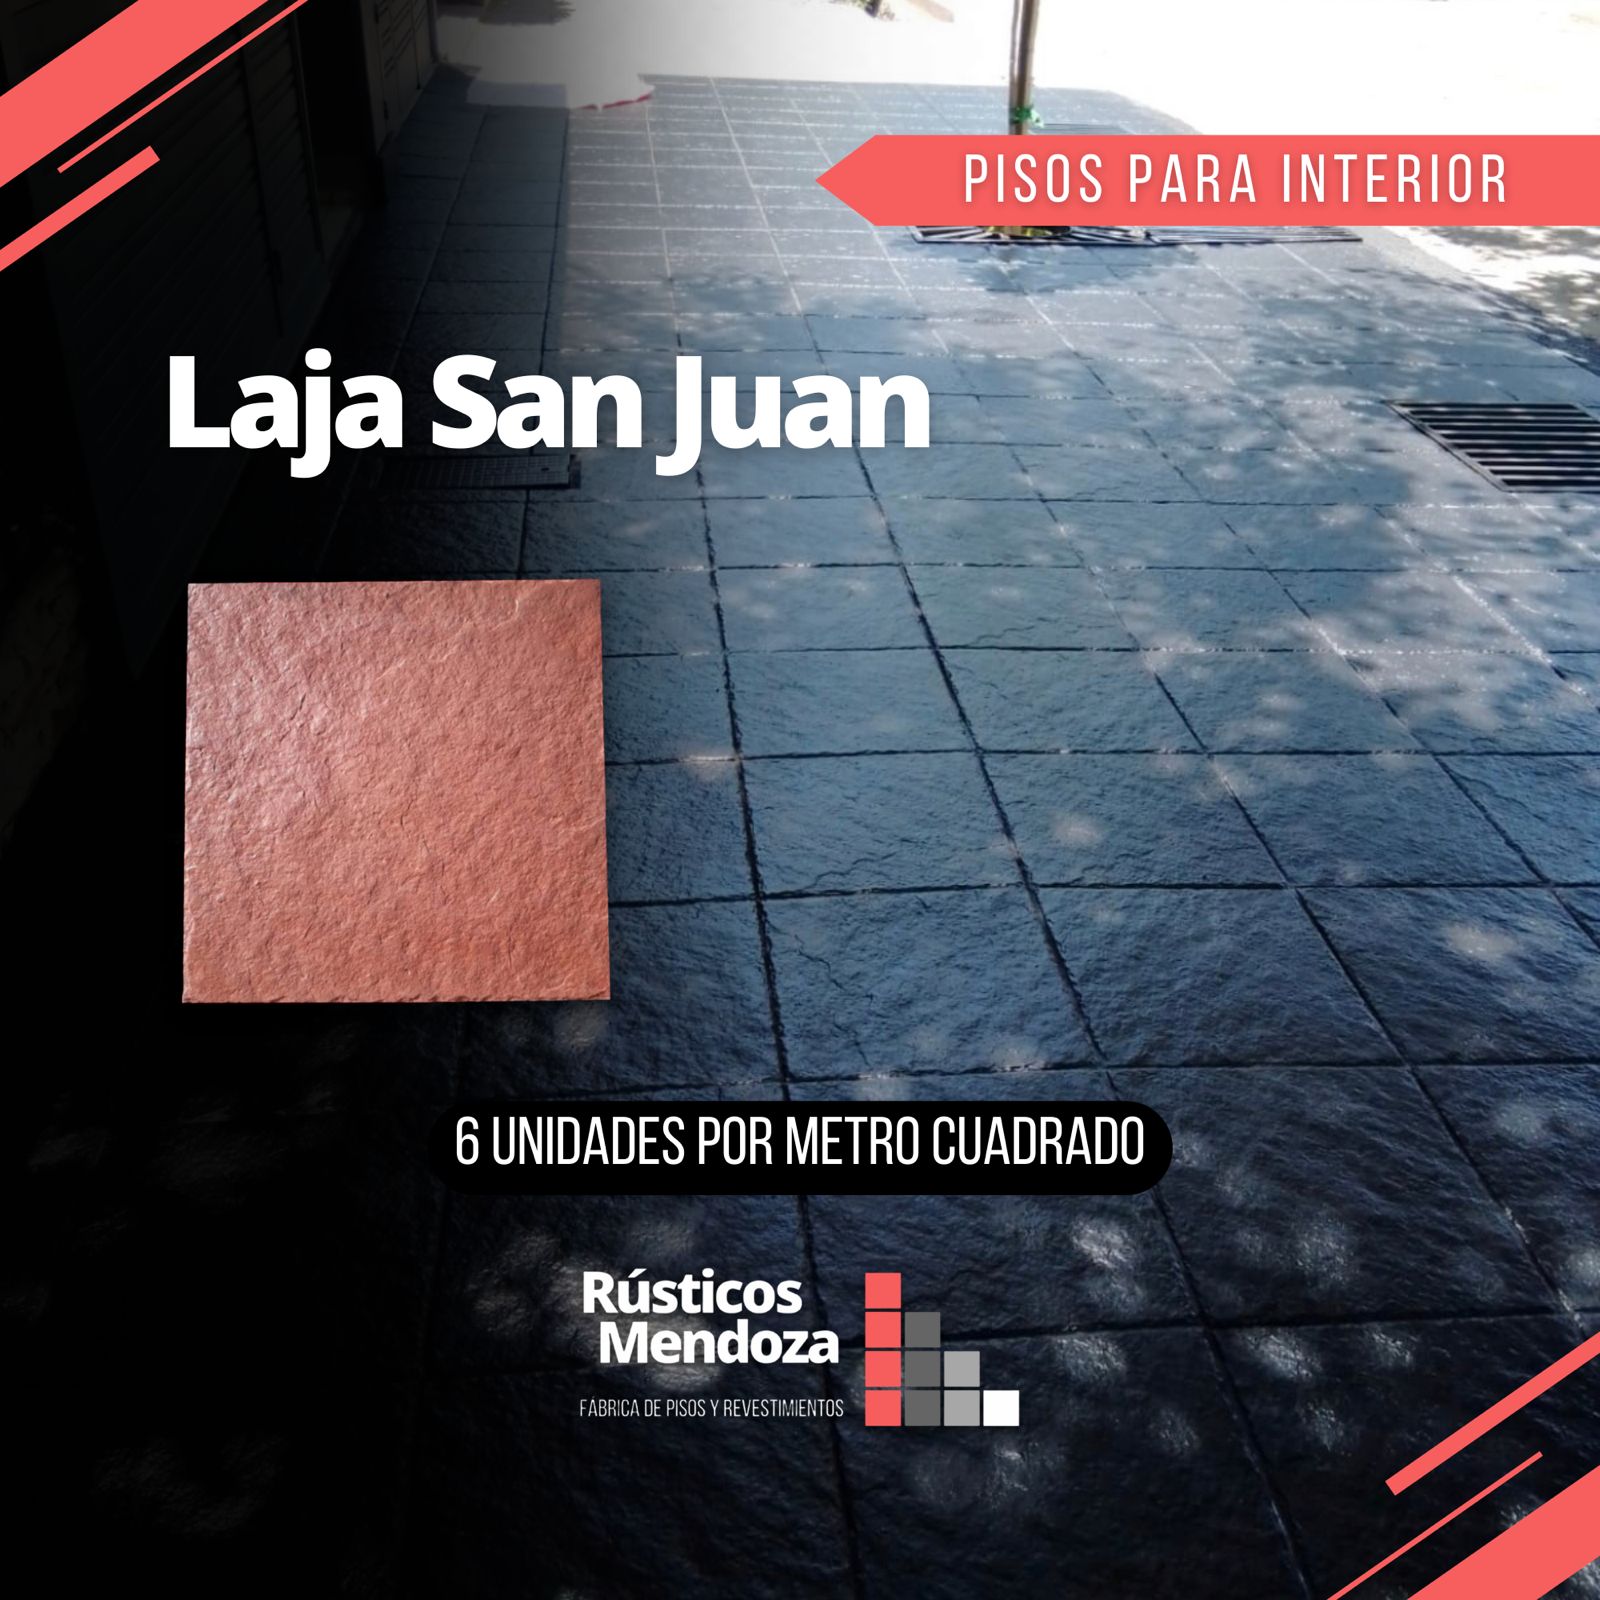 PISOS PARA INTERIOR
Laja San Juan
6 UNIDADES POR METRO CUADRADO
Rústicos
Mendoza
FÁBRICA DE PISOS Y REVESTIMIENTOS